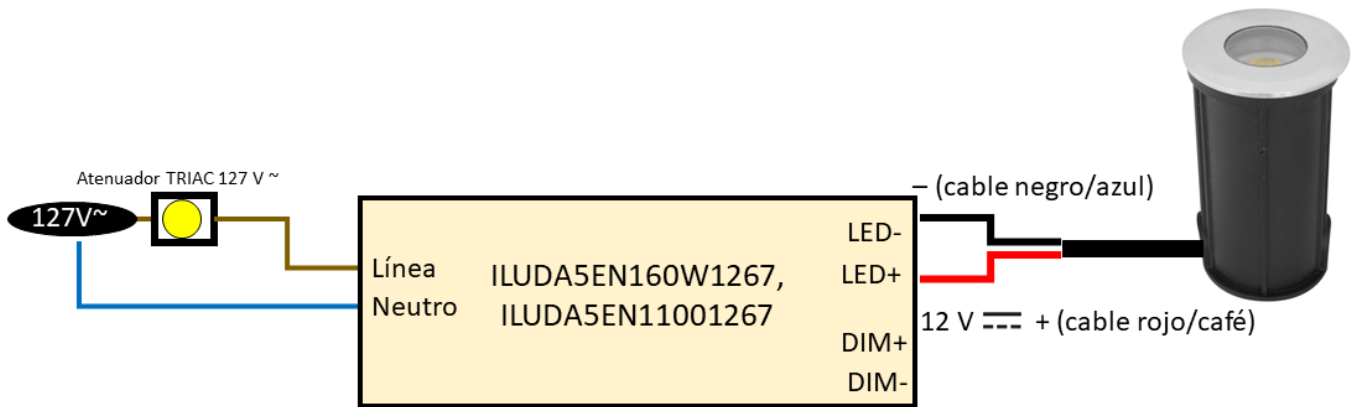 Atenuador TRIAC 127 V ~
127V~
Línea
Neutro
ILUDA5EN160W1267,
ILUDA5EN11001267
LED-
LED+
DIM+
DIM-
– (cable negro/azul)
12 V ⎓ + (cable rojo/café)